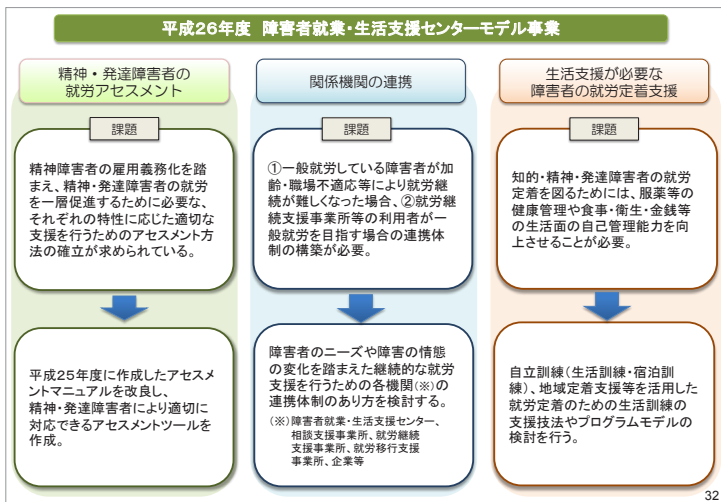 平成26年度 障害者就業・生活支援センターモデル事業
精神・発達障害者の
就労アセスメント
課題
精神障害者の雇用義務化を踏
まえ、精神・発達障害者の就労
を一層促進するために必要な、
それぞれの特性に応じた適切な
支援を行うためのアセスメント方
法の確立が求められている。
平成25年度に作成したアセスメ
ントマニュアルを改良し、
精神・発達障害者により適切に
対応できるアセスメントツールを
作成。
関係機関の連携
課題
①一般就労している障害者が加
齢・職場不適応等により就労継
続が難しくなった場合、②就労継
続支援事業所等の利用者が一
般就労を目指す場合の連携体
制の構築が必要。
障害者のニーズや障害の情態
の変化を踏まえた継続的な就労
支援を行うための各機関(※)の
連携体制のあり方を検討する。
(※)障害者就業・生活支援センター、
相談支援事業所、就労継続
支援事業所、就労移行支援
事業所、企業等
生活支援が必要な
障害者の就労定着支援
課題
知的・精神・発達障害者の就労
定着を図るためには、服薬等の
健康管理や食事・衛生・金銭等
の生活面の自己管理能力を向
上させることが必要。
自立訓練(生活訓練・宿泊訓
練)、地域定着支援等を活用した
就労定着のための生活訓練の
支援技法やプログラムモデルの
検討を行う。
32